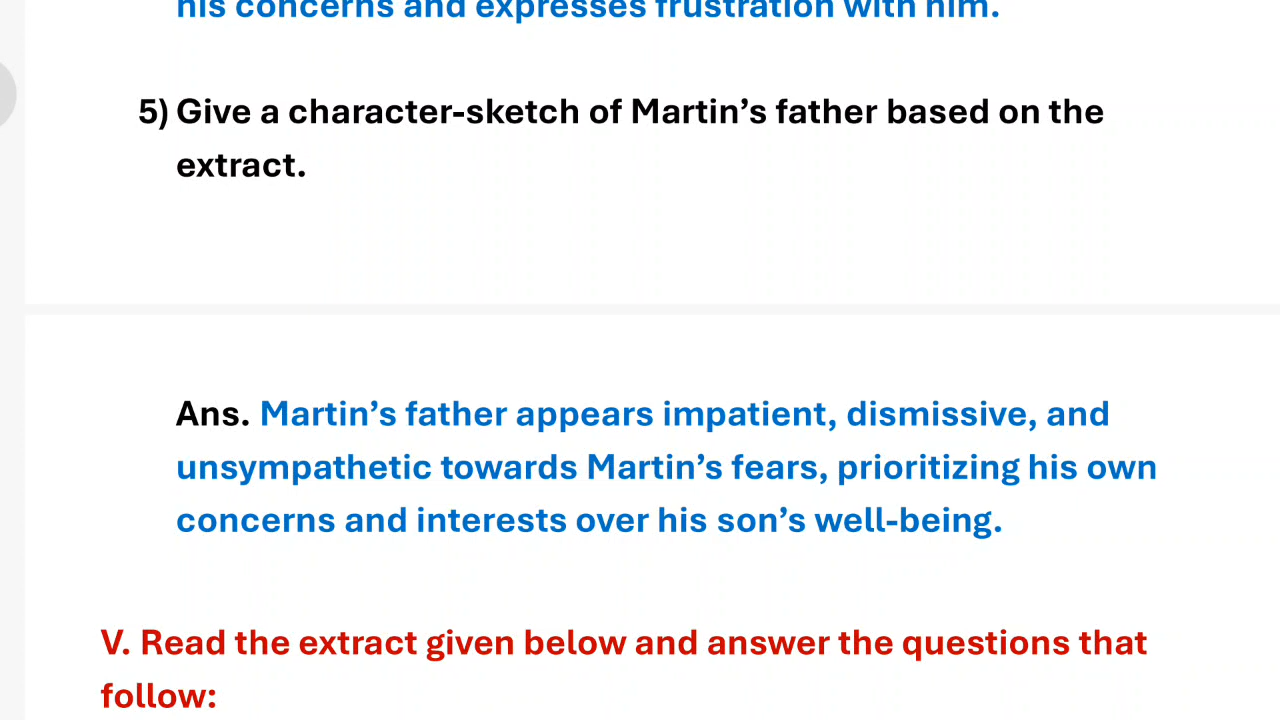 his concerns and expresses frustration with him.
5) Give a character-sketch of Martin’s father based on the
extract.
Ans. Martin’s father appears impatient, dismissive, and
unsympathetic towards Martin’s fears, prioritizing his own
concerns and interests over his son’s well-being.
V. Read the extract given below and answer the questions that
follow: